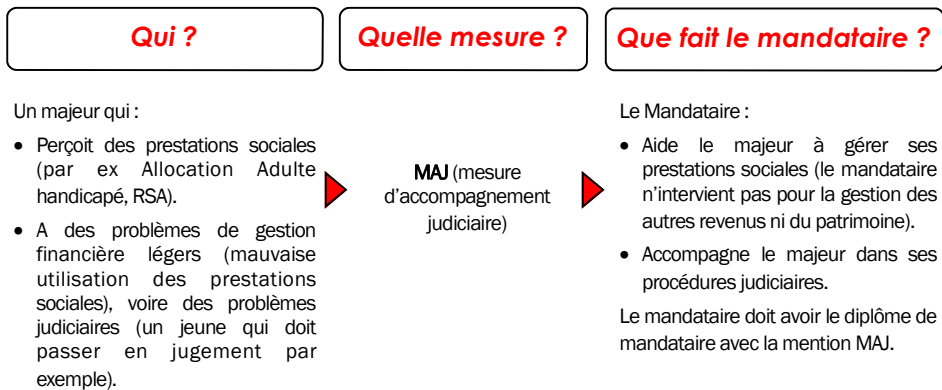 Qui ?
Quelle mesure ?
Que fait le mandataire ?
Un majeur qui :
• Perçoit des prestations sociales
(par ex Allocation Adulte
handicapé, RSA).
• A des problèmes de gestion
financière légers (mauvaise
utilisation des prestations
sociales), voire des problèmes
judiciaires (un jeune qui doit
passer en jugement par
exemple).
MAJ (mesure
d'accompagnement
judiciaire)
Le Mandataire :
• Aide le majeur à gérer ses
prestations sociales (le mandataire
n'intervient pas pour la gestion des
autres revenus ni du patrimoine).
• Accompagne le majeur dans ses
procédures judiciaires.
Le mandataire doit avoir le diplôme de
mandataire avec la mention MAJ.